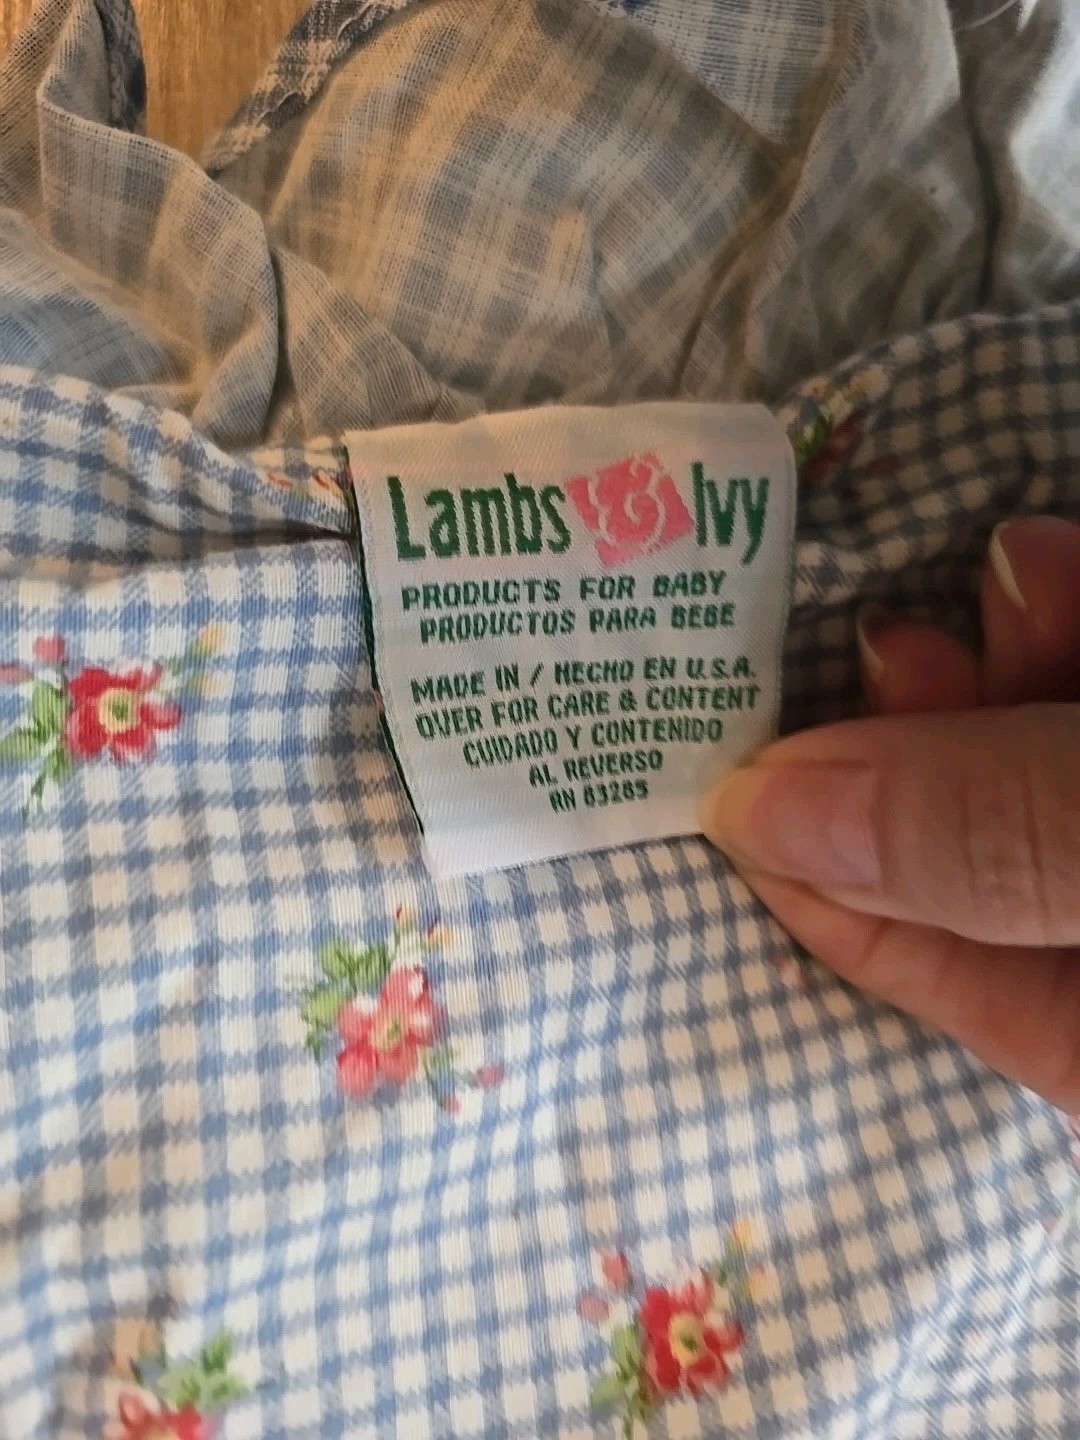 Lambs & Ivy
PRODUCTS FOR BABY
PRODUCTOS PARA BEBE
MADE IN / HECHO EN U.S.A.
OVER FOR CARE & CONTENT
CUIDADO Y CONTENIDO
AL REVERSO
RN 83285